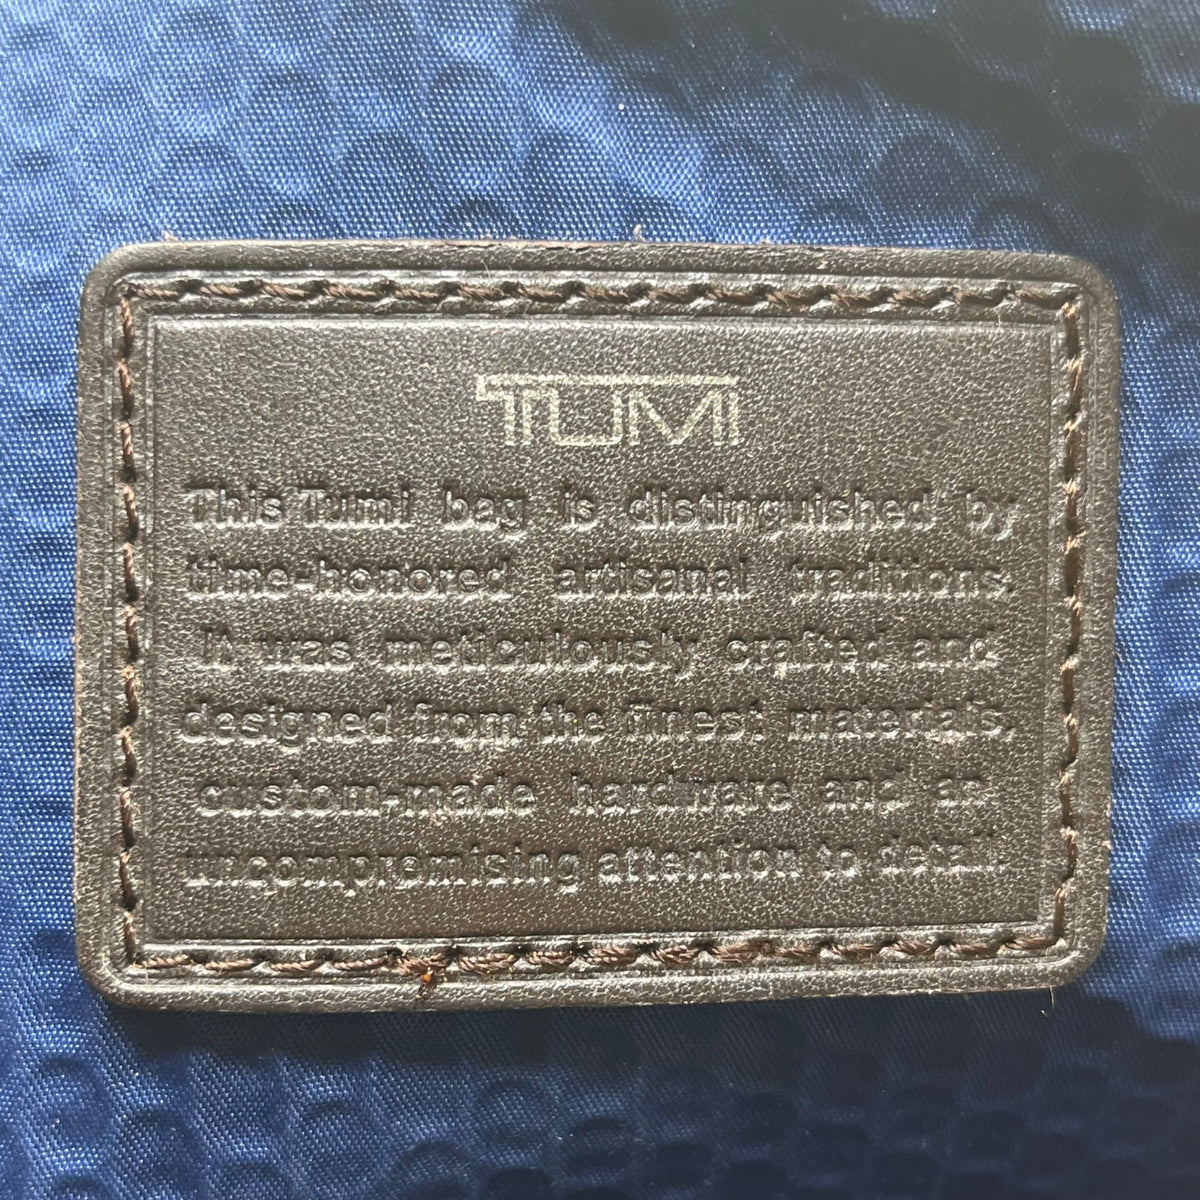 TUMI
This Tumi bag is distinguished by
time-honored artisanal traditions.
It was meticulously crafted and
designed from the finest materials,
custom-made hardware and an
uncompromising attention to detail.